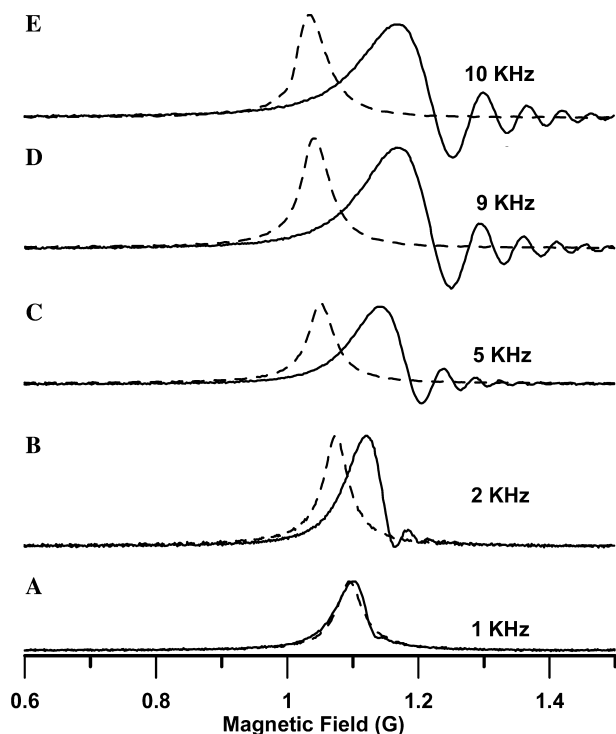 E
10 KHz
D
9 KHz
C
5 KHz
B
2 KHz
A
1 KHz
0.6 0.8 1 1.2 1.4
Magnetic Field (G)